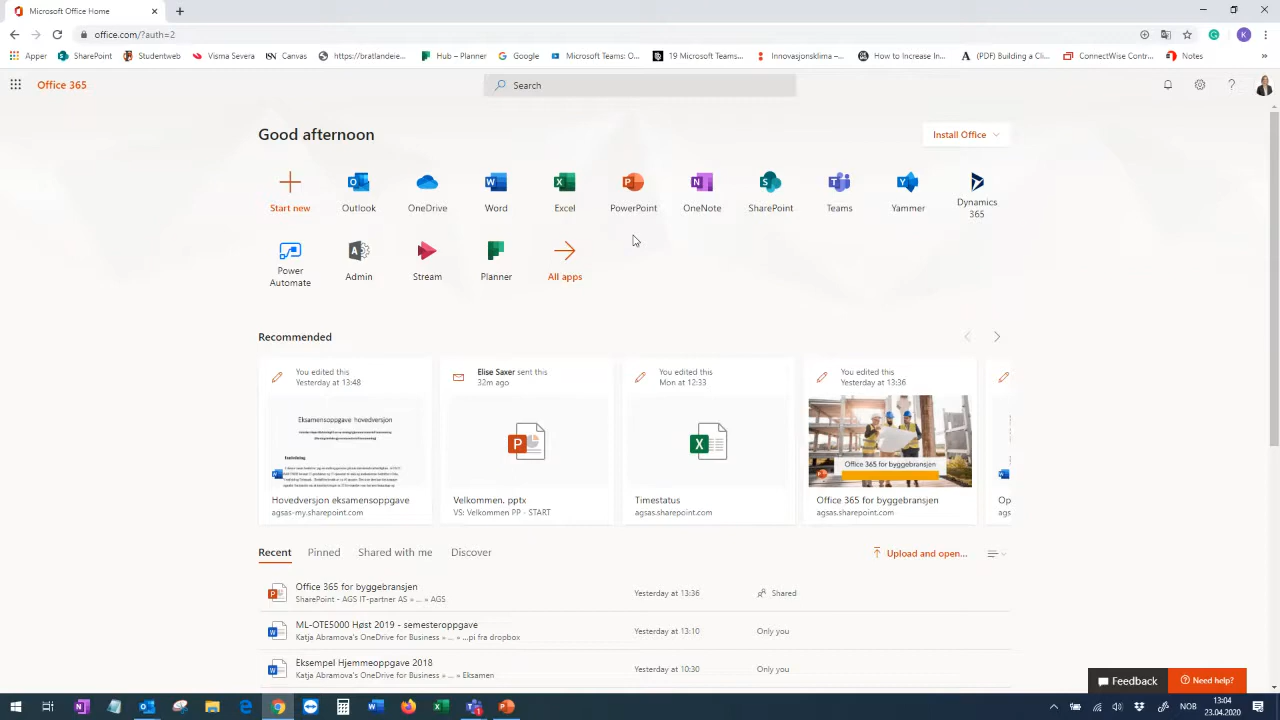 Microsoft Office Home
office.com/?auth=2
K
Apper
SharePoint
Studentweb
Visma Severa
Canvas
https://bratlandeie...
Hub – Planner
Google
Microsoft Teams: O...
19 Microsoft Teams...
Innovasjonsklima –...
How to Increase In...
(PDF) Building a Cli...
ConnectWise Contr...
Notes
»
Office 365
Search
?
Good afternoon
Install Office
Start new
Outlook
OneDrive
Word
Excel
PowerPoint
OneNote
SharePoint
Teams
Yammer
Dynamics
365
Power
Automate
Admin
Stream
Planner
All apps
Recommended
You edited this
Yesterday at 13:48
Eksamensoppgave hovedversjon
Innledning
Hovedversjon eksamensoppgave
agsas-my.sharepoint.com
Elise Saxer sent this
32m ago
Velkommen. pptx
VS: Velkommen PP - START
You edited this
Mon at 12:33
Timestatus
agsas.sharepoint.com
You edited this
Yesterday at 13:36
Office 365 for byggebransjen
Office 365 for byggebransjen
agsas.sharepoint.com
Op
ags
Recent
Pinned
Shared with me
Discover
Upload and open...
Office 365 for byggebransjen
SharePoint - AGS IT-partner AS » ... » AGS
Yesterday at 13:36
Shared
ML-OTE5000 Høst 2019 - semesteroppgave
Katja Abramova's OneDrive for Business » ... » ...pi fra dropbox
Yesterday at 13:10
Only you
Eksempel Hjemmeoppgave 2018
Katja Abramova's OneDrive for Business » ... » Eksamen
Yesterday at 10:30
Only you
Feedback
Need help?
NOB
13:04
23.04.2020